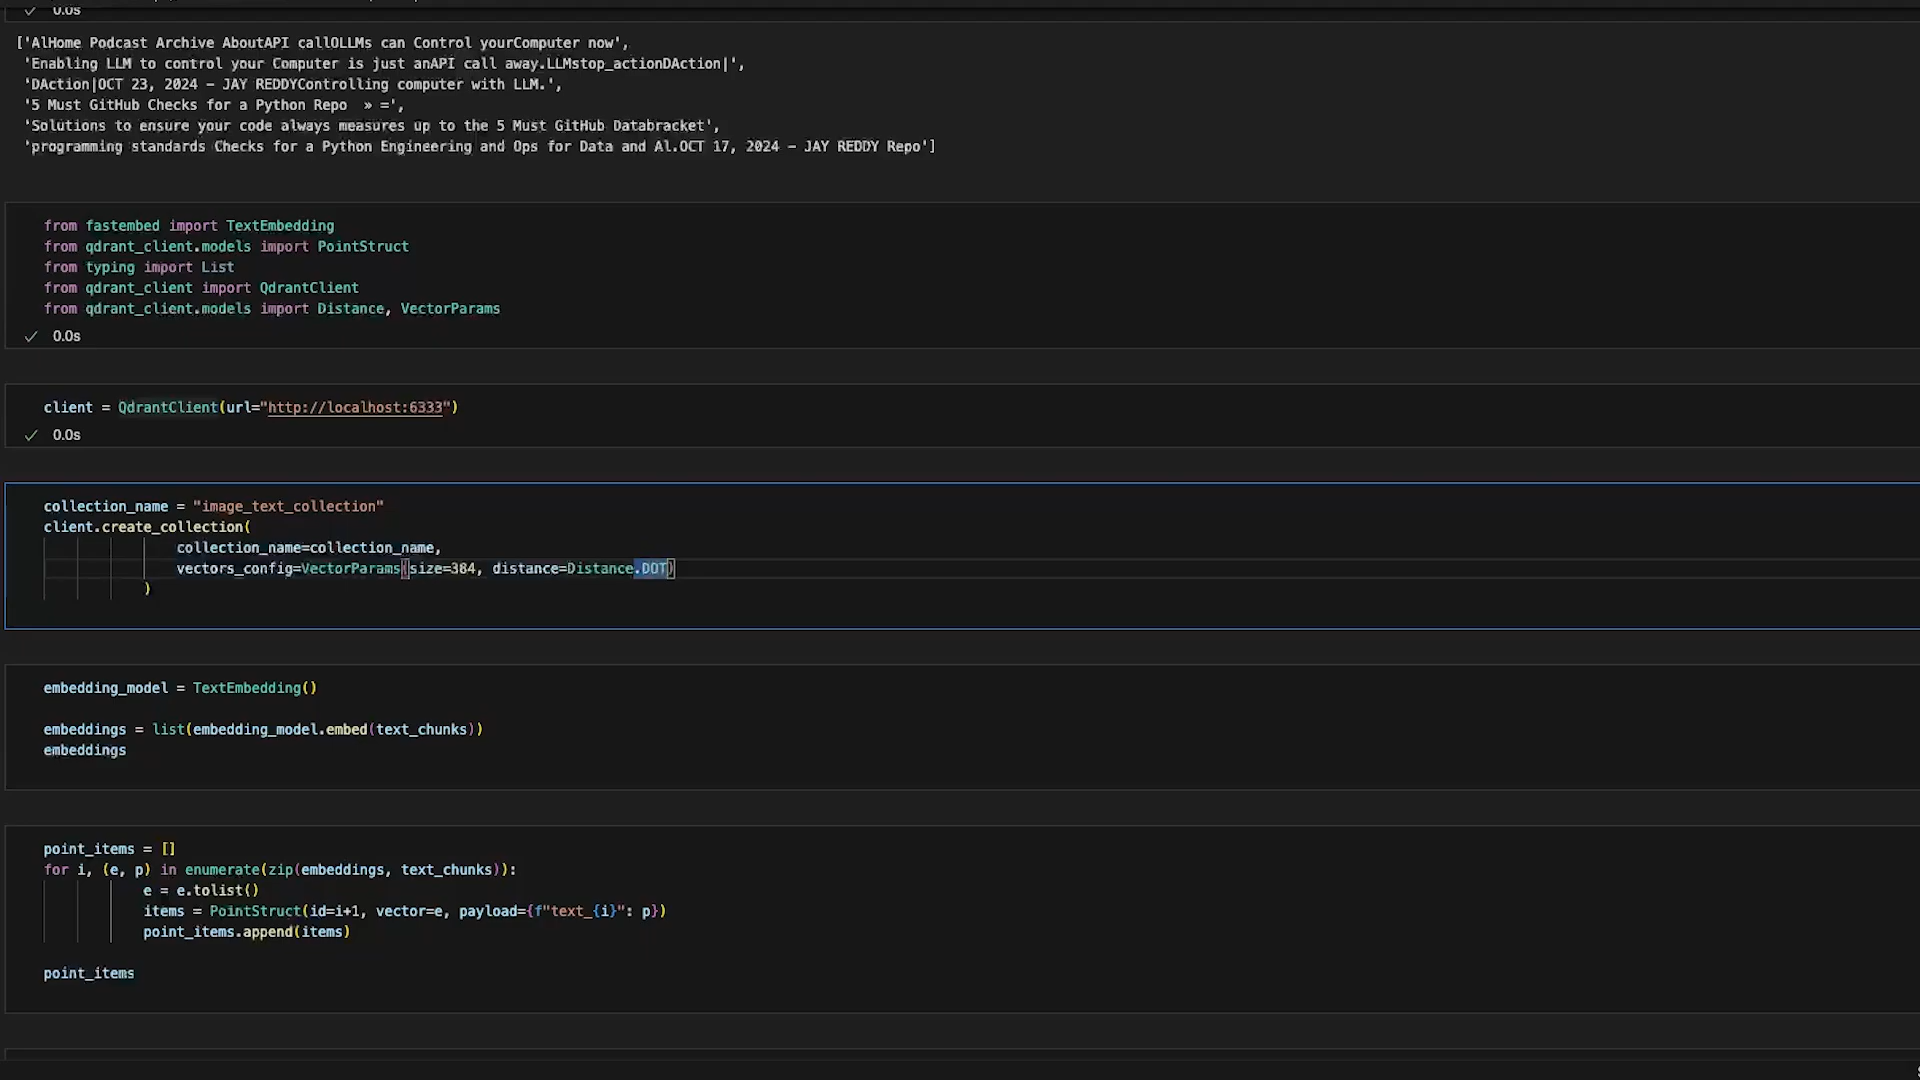 0.0s
['AlHome Podcast Archive AboutAPI callOLLMs can Control yourComputer now',
'Enabling LLM to control your Computer is just anAPI call away.LLMstop_actionDAction|',
'DAction|OCT 23, 2024 – JAY REDDYControlling computer with LLM.',
'5 Must GitHub Checks for a Python Repo  » =',
'Solutions to ensure your code always measures up to the 5 Must GitHub Databracket',
'programming standards Checks for a Python Engineering and Ops for Data and Al.OCT 17, 2024 – JAY REDDY Repo']
from fastembed import TextEmbedding
from qdrant_client.models import PointStruct
from typing import List
from qdrant_client import QdrantClient
from qdrant_client.models import Distance, VectorParams
0.0s
client = QdrantClient(url="http://localhost:6333")
0.0s
collection_name = "image_text_collection"
client.create_collection(
collection_name=collection_name,
vectors_config=VectorParams(size=384, distance=Distance.DOT)
)
embedding_model = TextEmbedding()
embeddings = list(embedding_model.embed(text_chunks))
embeddings
point_items = []
for i, (e, p) in enumerate(zip(embeddings, text_chunks)):
e = e.tolist()
items = PointStruct(id=i+1, vector=e, payload={f"text_{i}": p})
point_items.append(items)
point_items